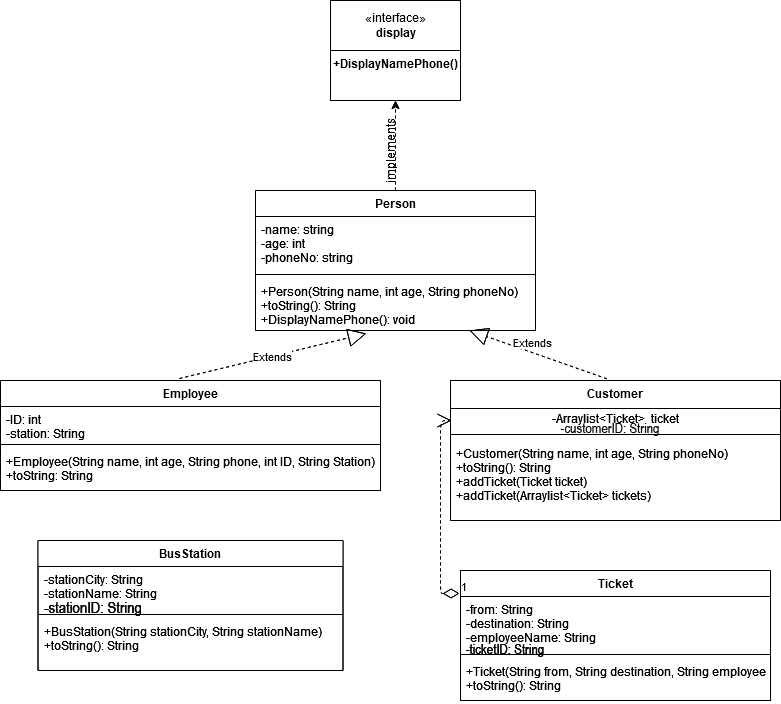 «interface»
display
+DisplayNamePhone()
implements
Person
-name: string
-age: int
-phoneNo: string
+Person(String name, int age, String phoneNo)
+toString(): String
+DisplayNamePhone(): void
Extends
Extends
Employee
-ID: int
-station: String
+Employee(String name, int age, String phone, int ID, String Station)
+toString: String
Customer
-Arraylist<Ticket>. ticket
-customerID: String
+Customer(String name, int age, String phoneNo)
+toString(): String
+addTicket(Ticket ticket)
+addTicket(Arraylist<Ticket> tickets)
BusStation
-stationCity: String
-stationName: String
-stationID: String
+BusStation(String stationCity, String stationName)
+toString(): String
1
Ticket
-from: String
-destination: String
-employeeName: String
-ticketID: String
+Ticket(String from, String destination, String employee
+toString(): String